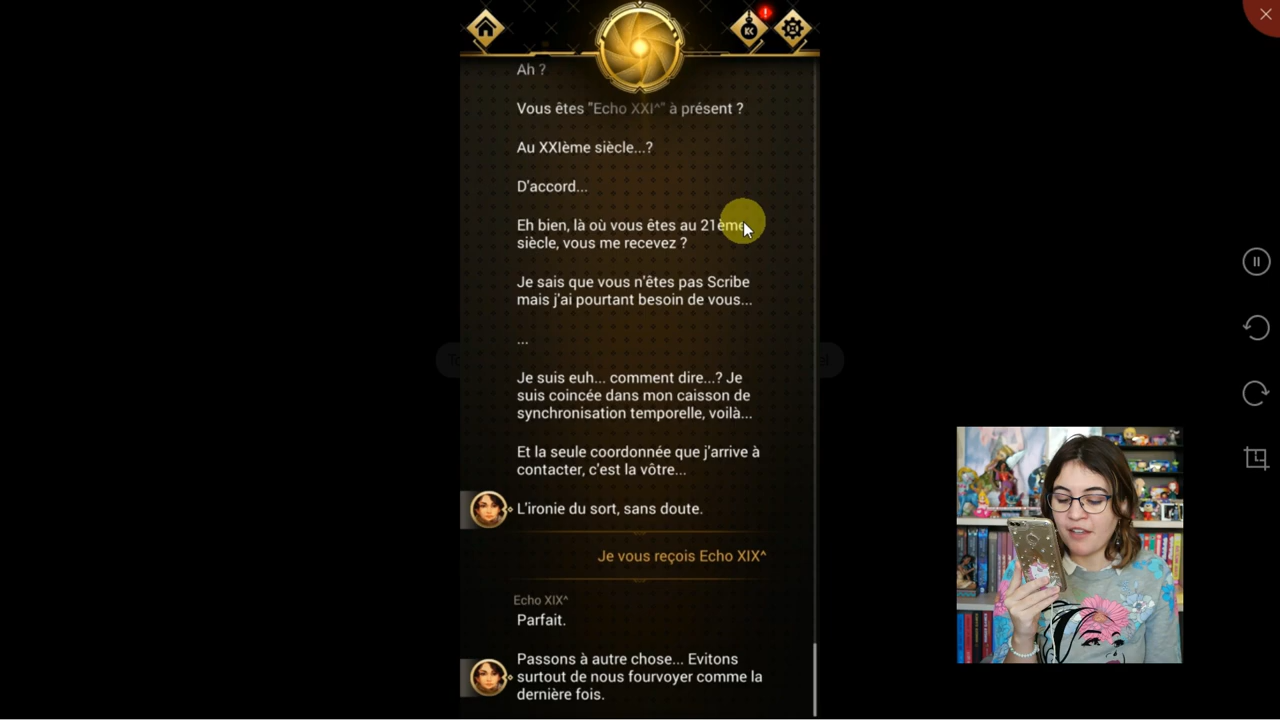 Ah ?
Vous êtes "Echo XXI^" à présent ?
Au XXIème siècle...?
D'accord...
Eh bien, là où vous êtes au 21ème
siècle, vous me recevez ?
Je sais que vous n'êtes pas Scribe
mais j'ai pourtant besoin de vous...
...
Je suis euh... comment dire...? Je
suis coincée dans mon caisson de
synchronisation temporelle, voilà...
Et la seule coordonnée que j'arrive à
contacter, c'est la vôtre...
L'ironie du sort, sans doute.
Je vous reçois Echo XIX^
Echo XIX^
Parfait.
Passons à autre chose... Evitons
surtout de nous fourvoyer comme la
dernière fois.